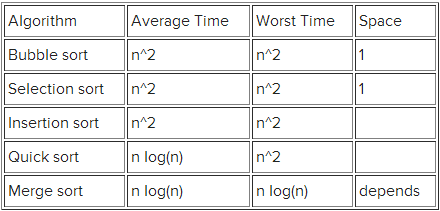 Algorithm Average Time Worst Time Space
Bubble sort n^2 n^2 1
Selection sort n^2 n^2 1
Insertion sort n^2 n^2
Quick sort n log(n) n^2
Merge sort n log(n) n log(n) depends